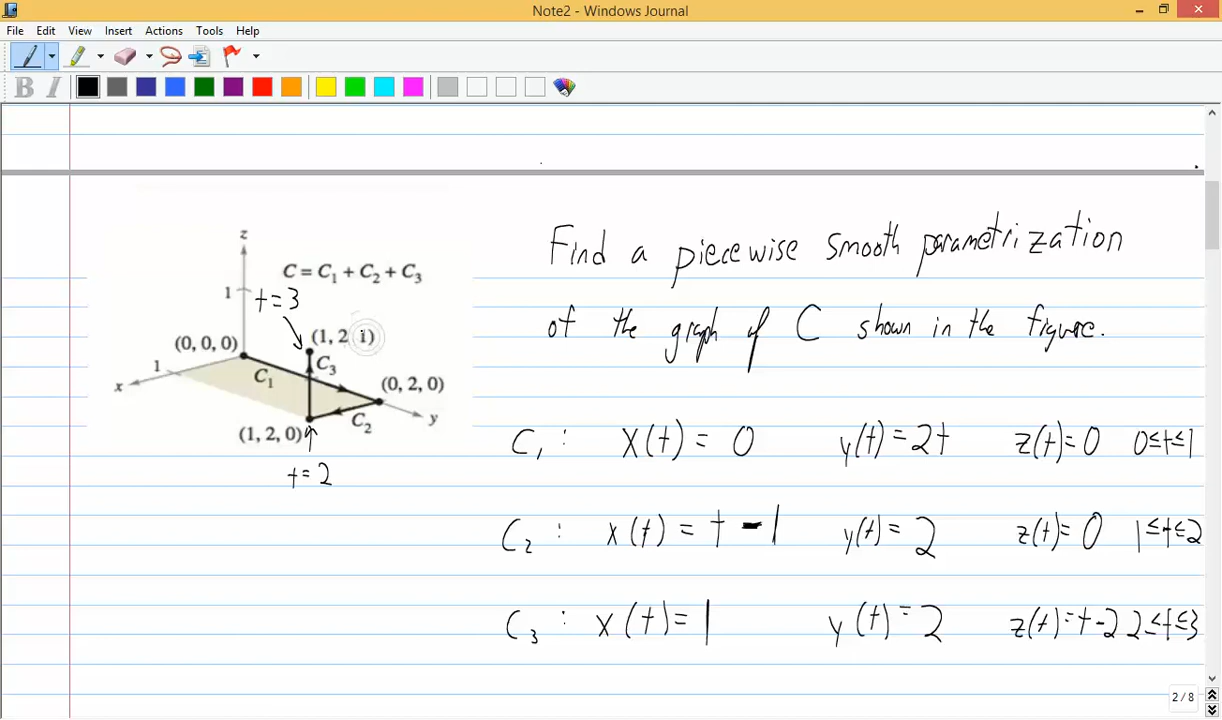 Note2 - Windows Journal
File Edit View Insert Actions Tools Help
B I
Find a piecewise smooth parametrization
of the graph of C shown in the figure.
z
C = C₁ + C₂ + C₃
1
t=3
(1, 2 1)
(0, 0, 0)
C₃
1
x
C₁
(0, 2, 0)
C₂
y
(1, 2, 0)
t=2
C₁ : x(t) = 0 y(t) = 2t z(t) = 0 0≤t≤1
C₂ : x(t) = t - 1 y(t) = 2 z(t) = 0 1≤t≤2
C₃ : x(t) = 1 y(t) = 2 z(t) = t-2 2≤t≤3
2 / 8